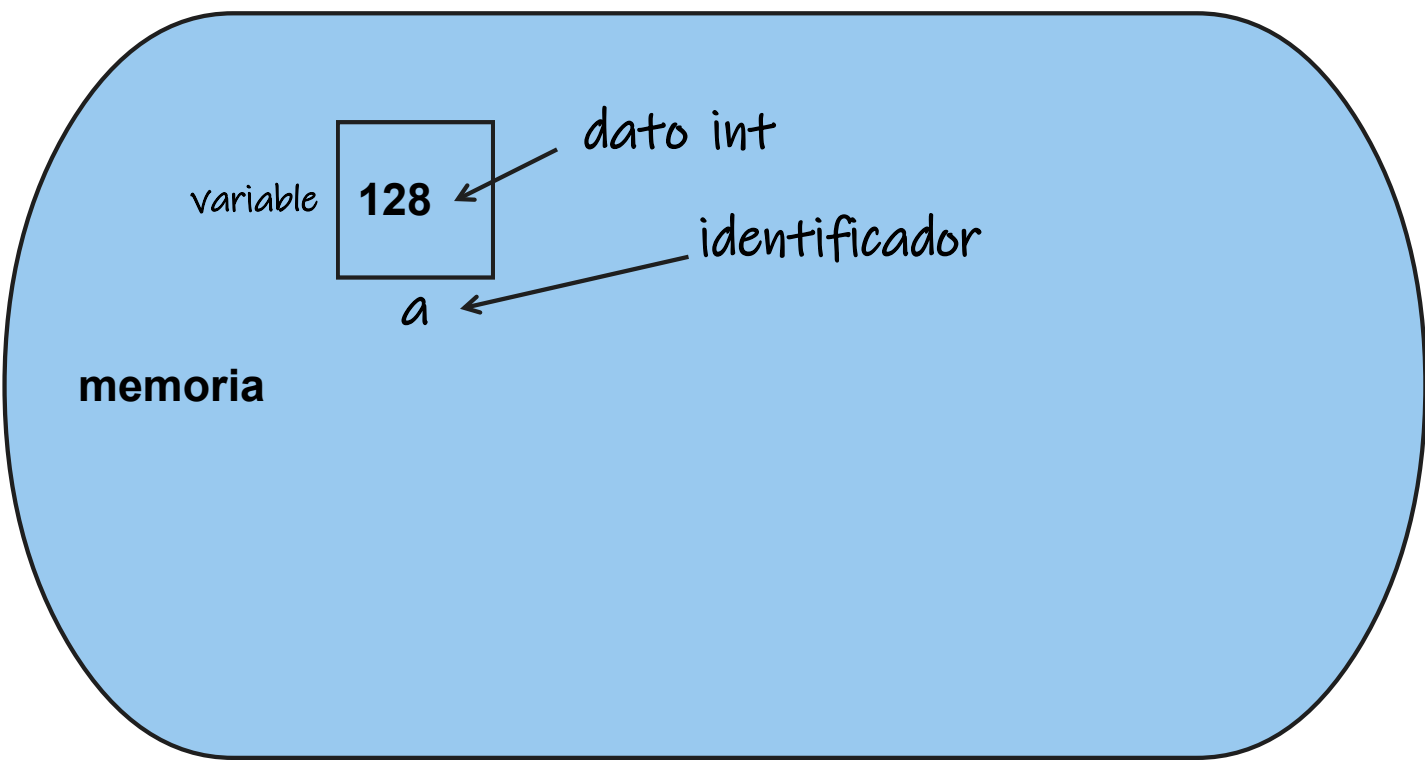 dato int
variable
128
identificador
a
memoria